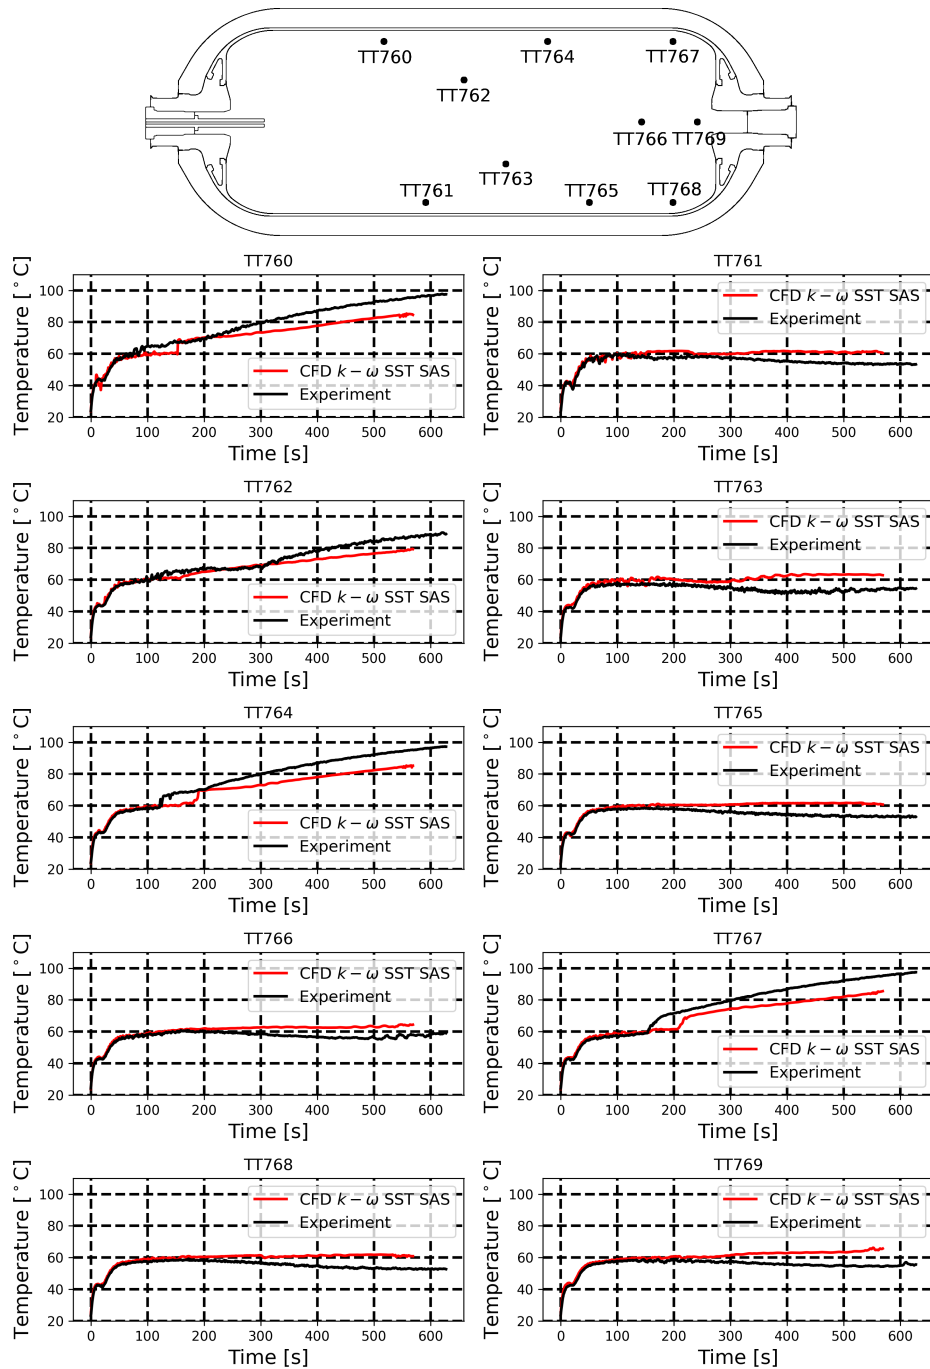 TT760
TT764
TT767
TT762
TT766
TT769
TT763
TT761
TT765
TT768
TT760
Temperature [°C]
100
80
60
40
20
CFD k − ω SST SAS
Experiment
0 100 200 300 400 500 600
Time [s]
TT761
Temperature [°C]
100
80
60
40
20
CFD k − ω SST SAS
Experiment
0 100 200 300 400 500 600
Time [s]
TT762
Temperature [°C]
100
80
60
40
20
CFD k − ω SST SAS
Experiment
0 100 200 300 400 500 600
Time [s]
TT763
Temperature [°C]
100
80
60
40
20
CFD k − ω SST SAS
Experiment
0 100 200 300 400 500 600
Time [s]
TT764
Temperature [°C]
100
80
60
40
20
CFD k − ω SST SAS
Experiment
0 100 200 300 400 500 600
Time [s]
TT765
Temperature [°C]
100
80
60
40
20
CFD k − ω SST SAS
Experiment
0 100 200 300 400 500 600
Time [s]
TT766
Temperature [°C]
100
80
60
40
20
CFD k − ω SST SAS
Experiment
0 100 200 300 400 500 600
Time [s]
TT767
Temperature [°C]
100
80
60
40
20
CFD k − ω SST SAS
Experiment
0 100 200 300 400 500 600
Time [s]
TT768
Temperature [°C]
100
80
60
40
20
CFD k − ω SST SAS
Experiment
0 100 200 300 400 500 600
Time [s]
TT769
Temperature [°C]
100
80
60
40
20
CFD k − ω SST SAS
Experiment
0 100 200 300 400 500 600
Time [s]